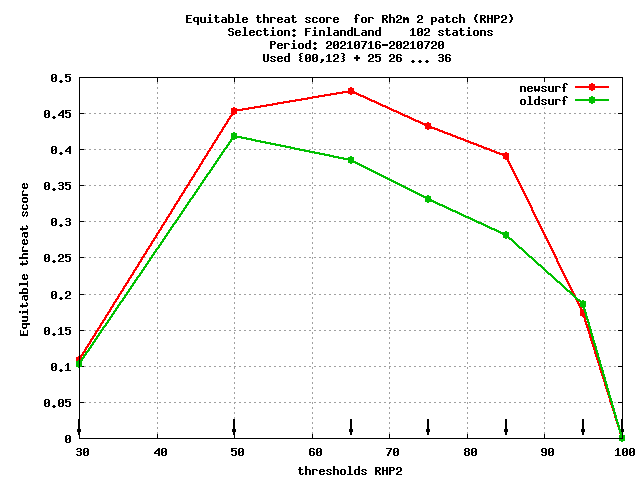 Equitable threat score  for Rh2m 2 patch (RHP2)
Selection: FinlandLand    102 stations
Period: 20210716-20210720
Used {00,12} + 25 26 ... 36
newsurf
oldsurf
Equitable threat score
0.5
0.45
0.4
0.35
0.3
0.25
0.2
0.15
0.1
0.05
0
30 40 50 60 70 80 90 100
thresholds RHP2